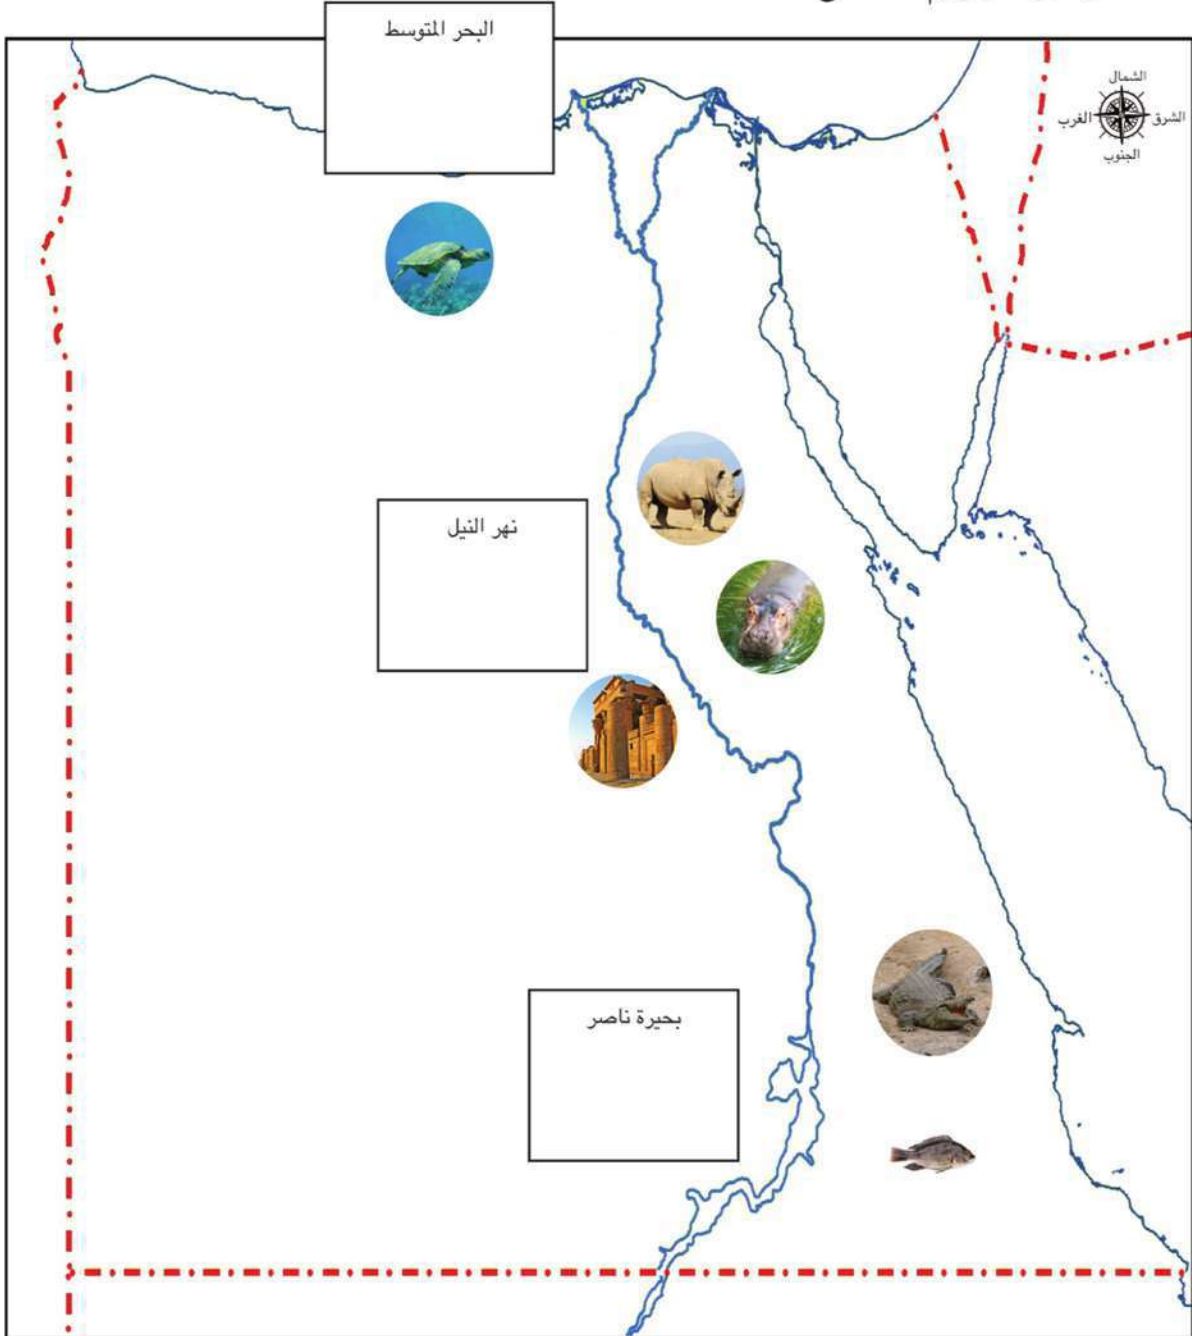 البحر المتوسط
الشمال
الغرب
الشرق
الجنوب
نهر النيل
بحيرة ناصر